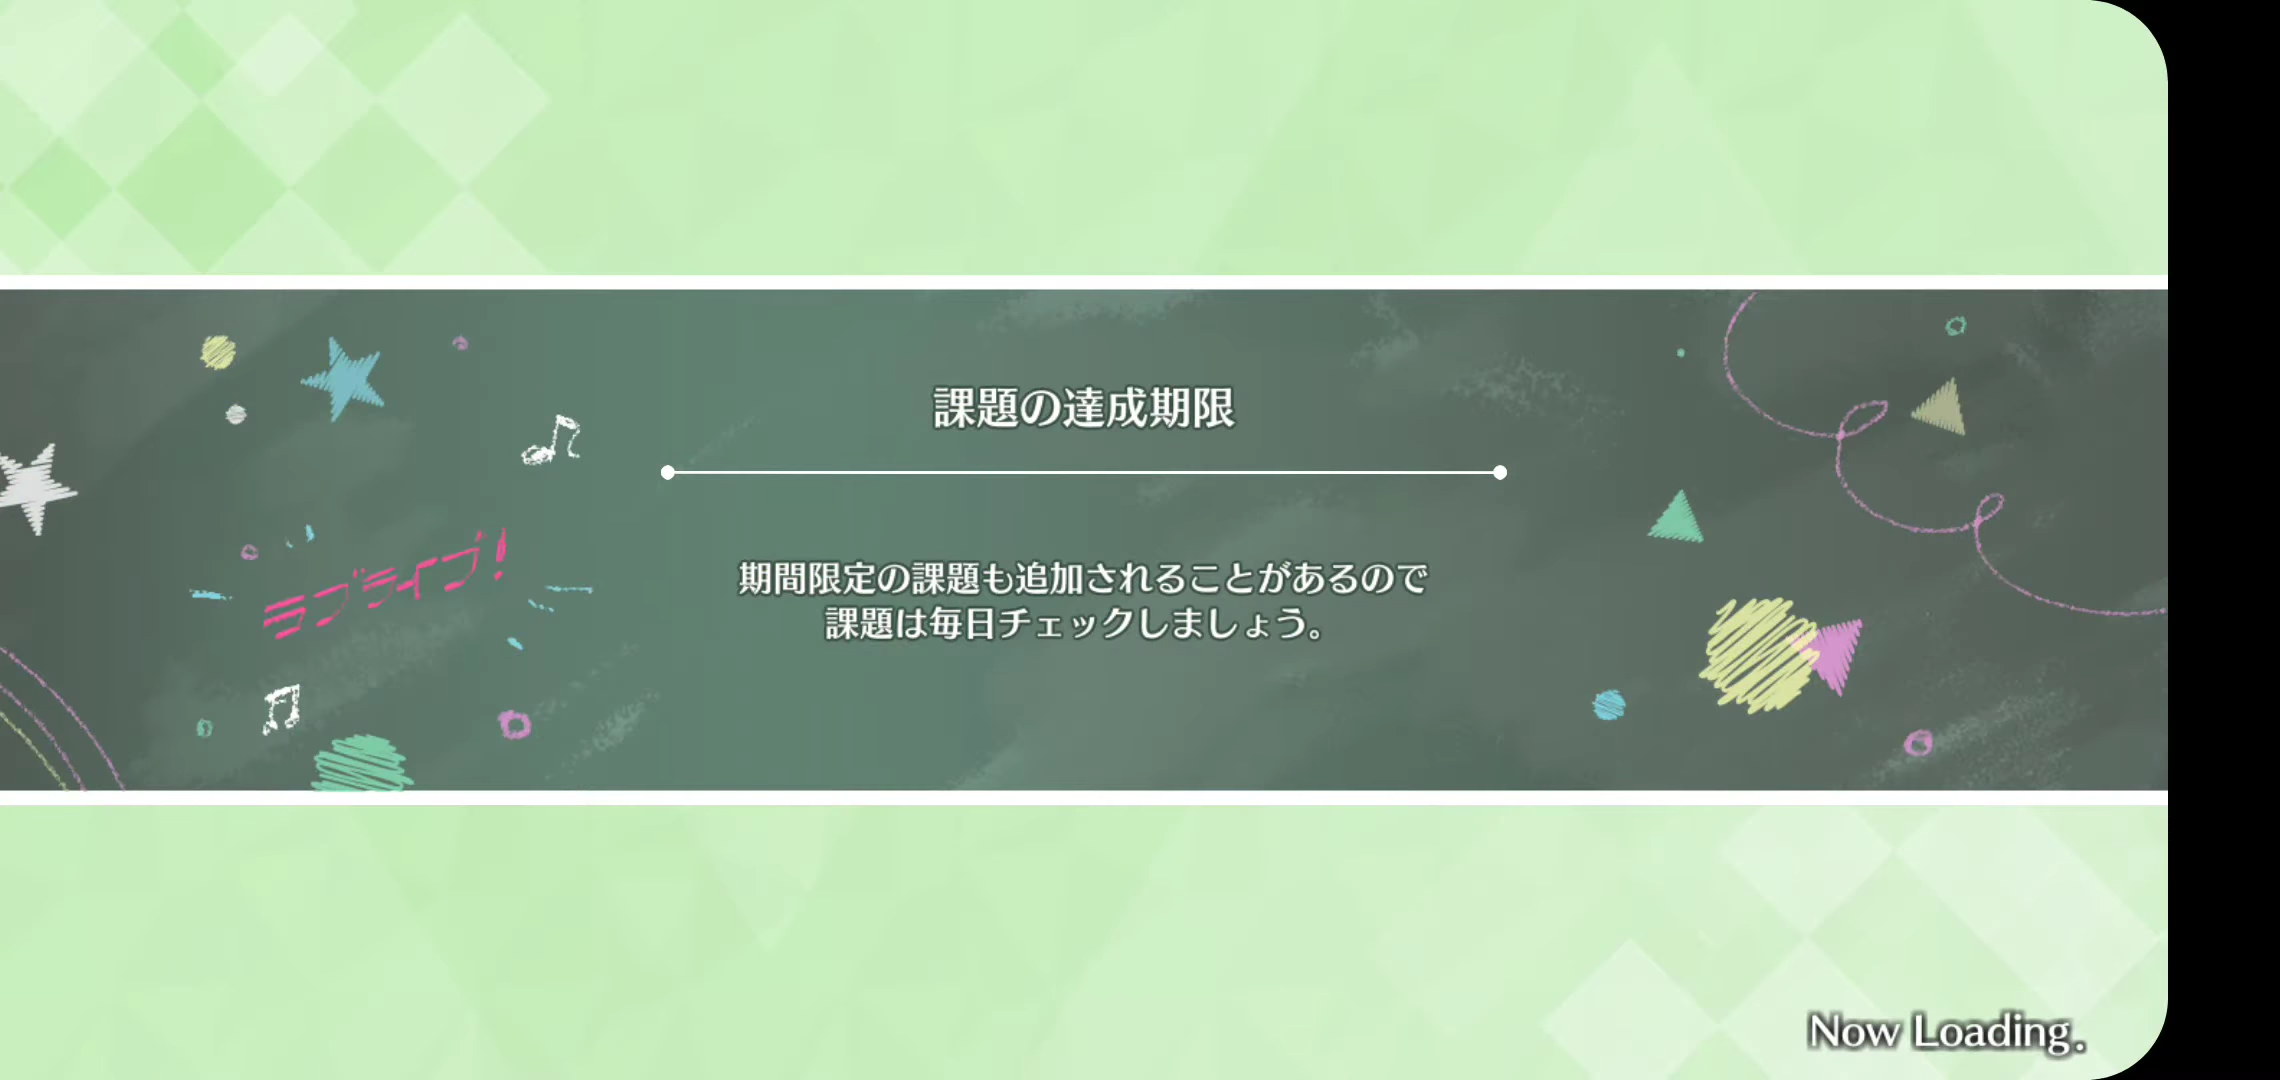 課題の達成期限
ラブライブ!
期間限定の課題も追加されることがあるので
課題は毎日チェックしましょう。
Now Loading.